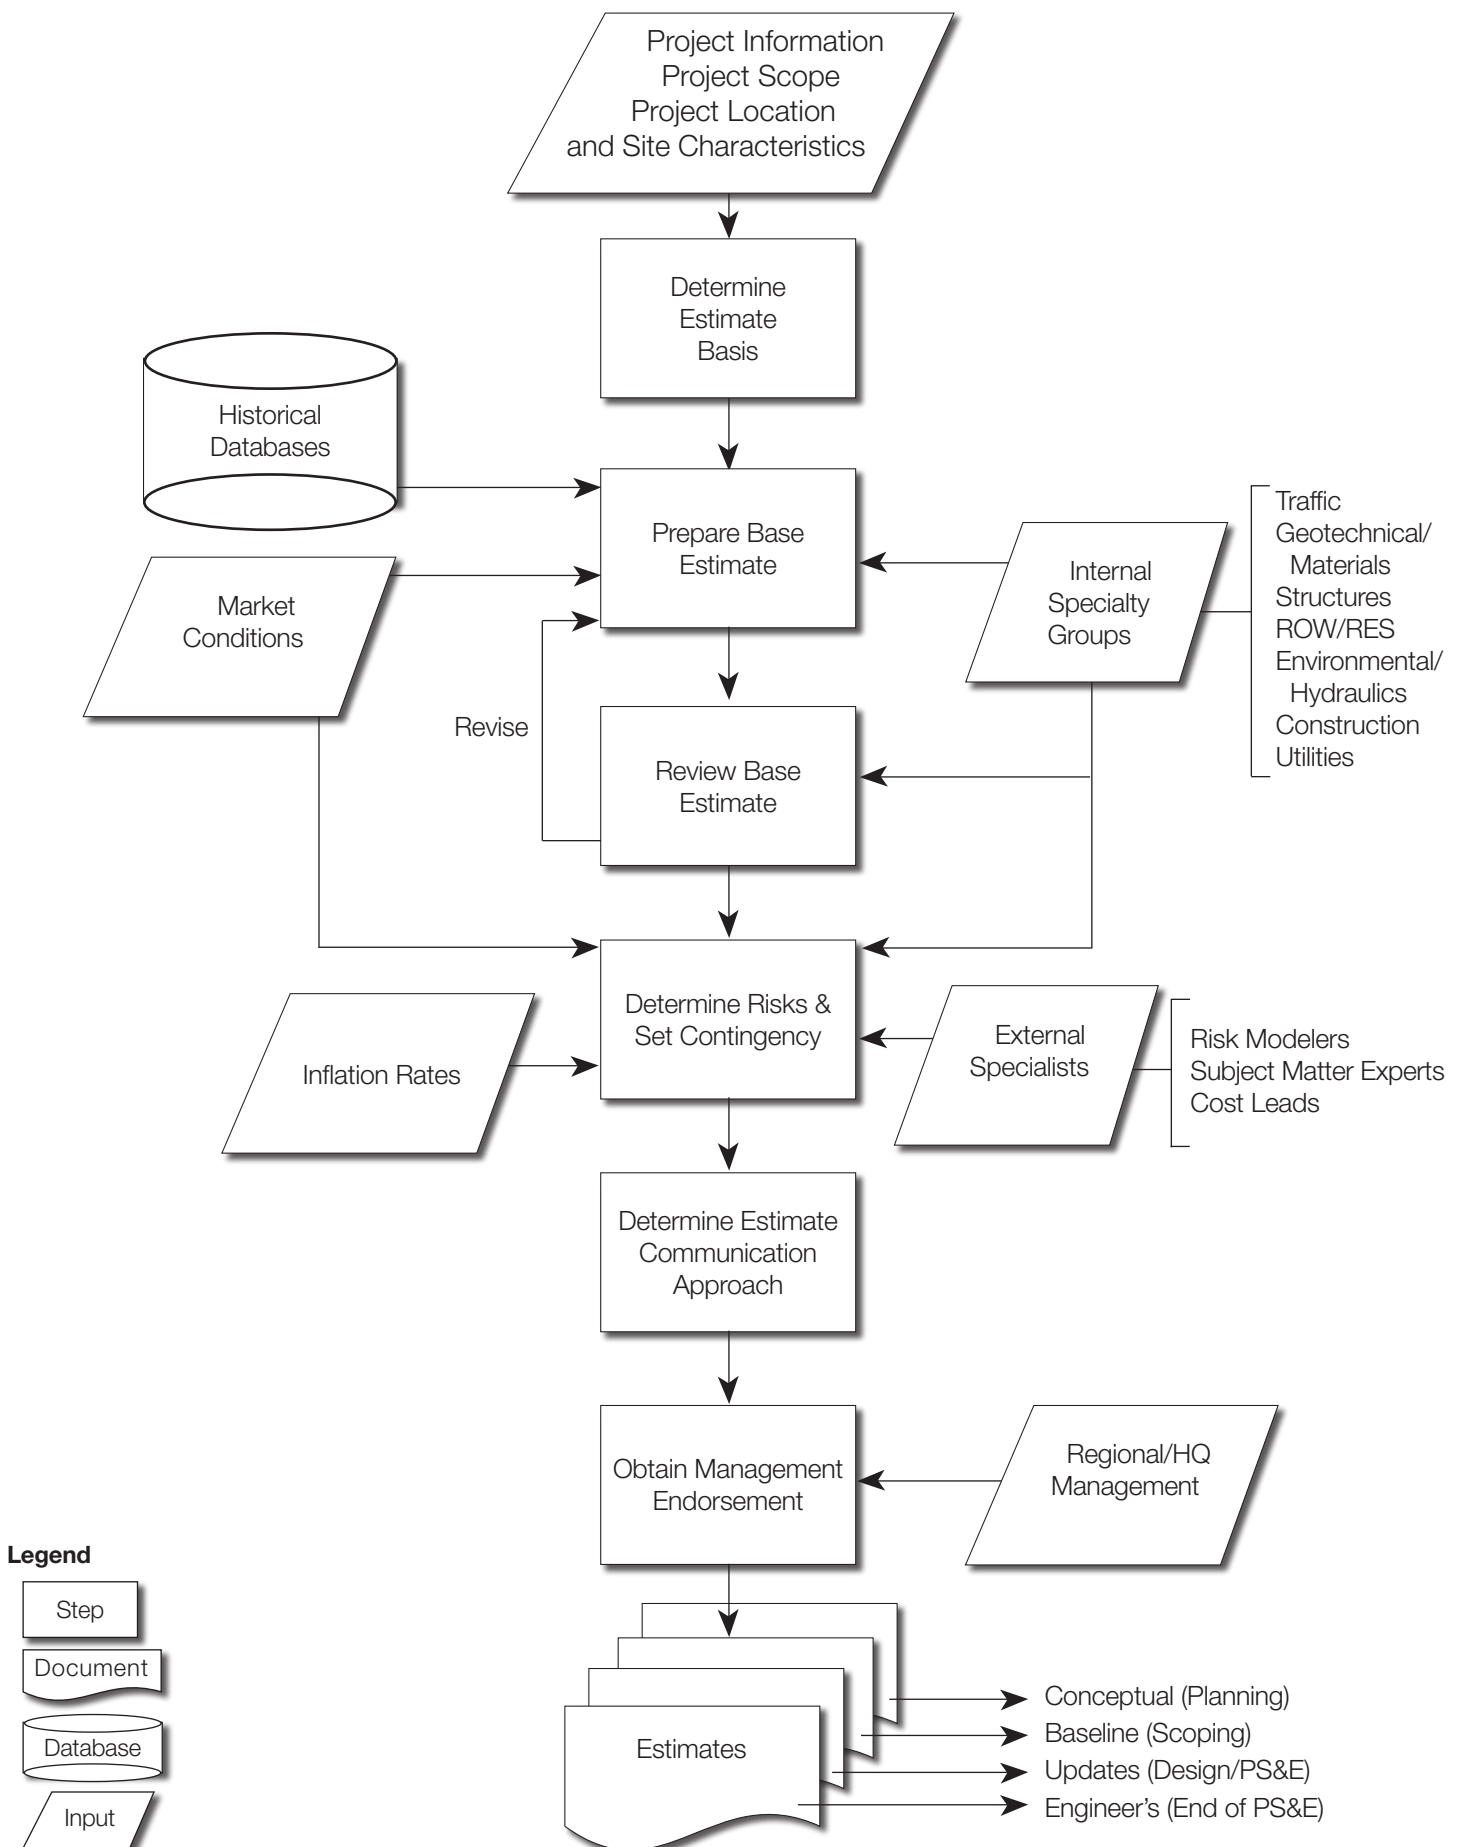 Project Information
Project Scope
Project Location
and Site Characteristics
Determine
Estimate
Basis
Historical
Databases
Prepare Base
Estimate
Internal
Specialty
Groups
Traffic
Geotechnical/
Materials
Structures
ROW/RES
Environmental/
Hydraulics
Construction
Utilities
Market
Conditions
Revise
Review Base
Estimate
Determine Risks &
Set Contingency
Inflation Rates
External
Specialists
Risk Modelers
Subject Matter Experts
Cost Leads
Determine Estimate
Communication
Approach
Obtain Management
Endorsement
Regional/HQ
Management
Legend
Step
Document
Database
Input
Estimates
Conceptual (Planning)
Baseline (Scoping)
Updates (Design/PS&E)
Engineer's (End of PS&E)